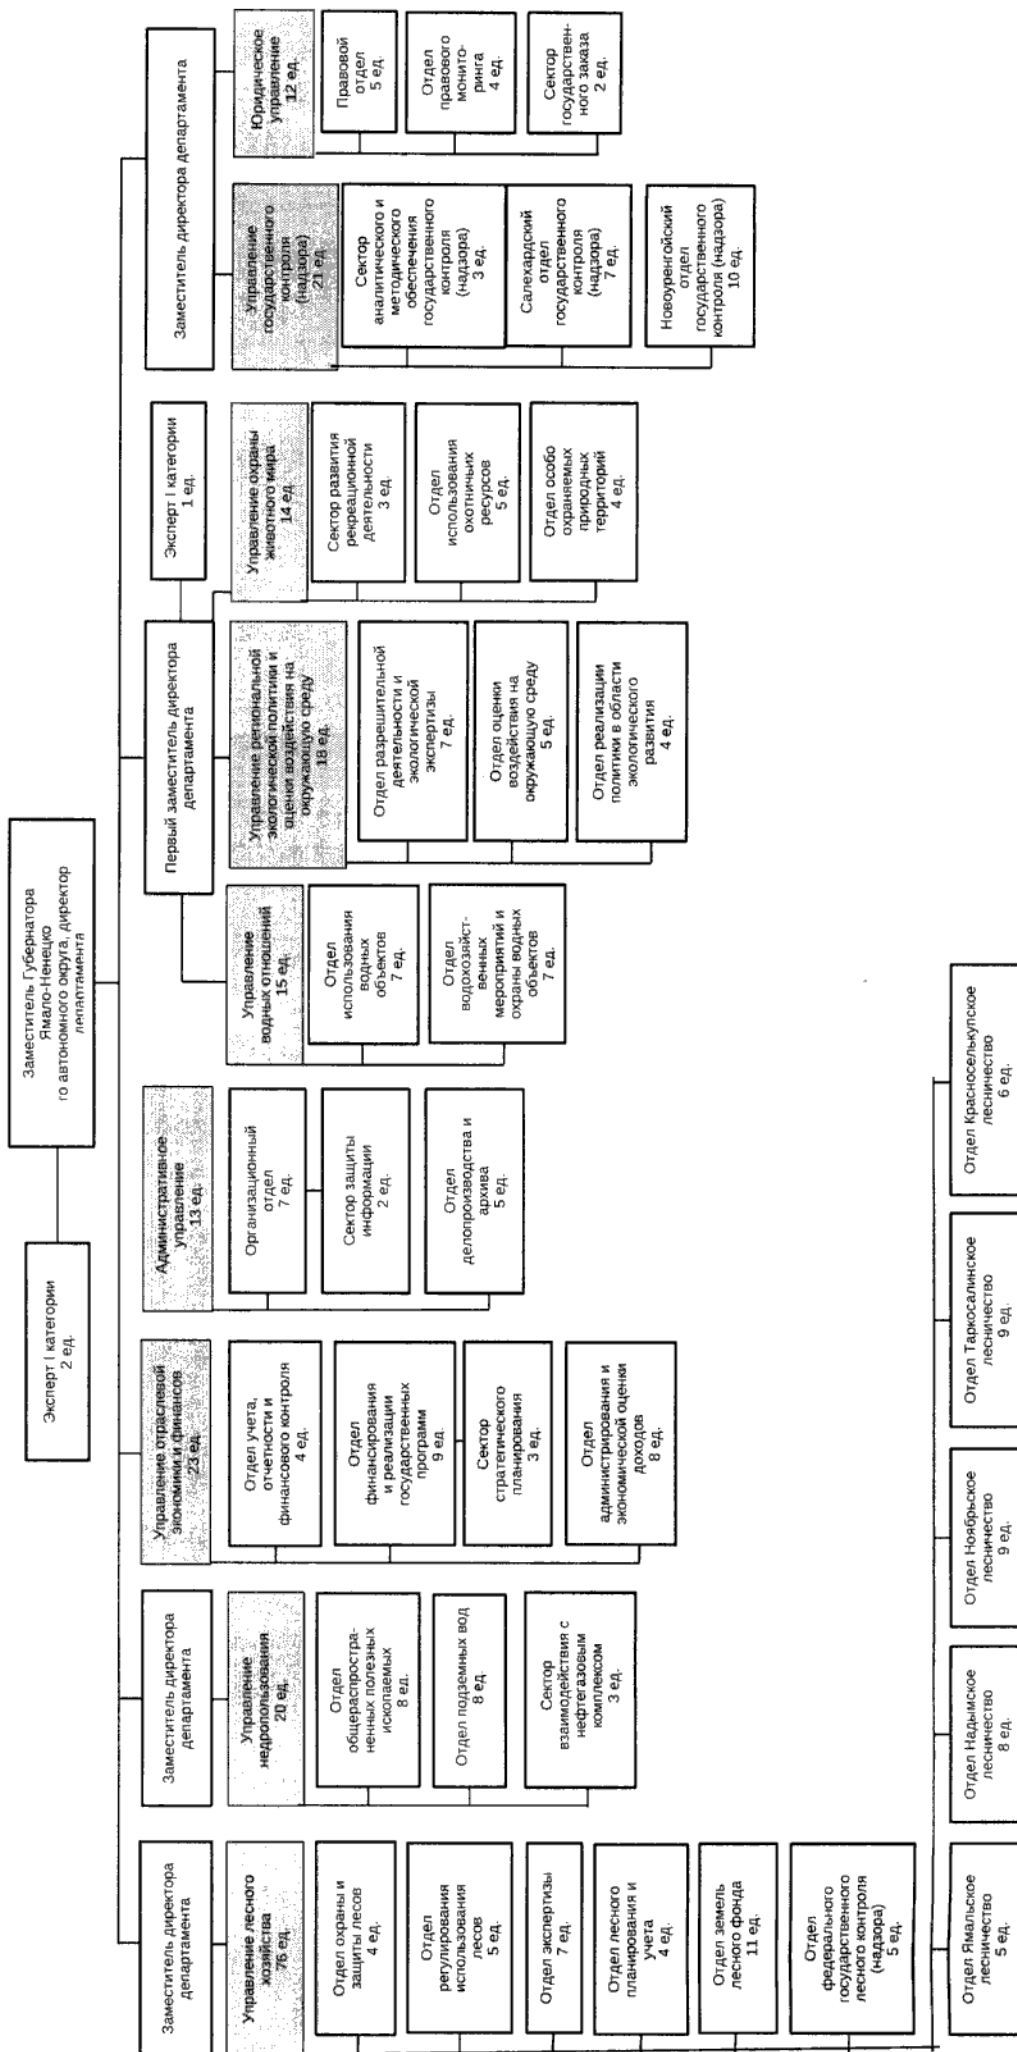 Заместитель Губернатора
Ямало-Ненецко
го автономного округа, директор
департамента
Эксперт I категории
2 ед.
Заместитель директора
департамента
Заместитель директора
департамента
Управление отраслевой
экономики и финансов
23 ед.
Административное
управление
13 ед.
Первый заместитель директора
департамента
Эксперт I категории
1 ед.
Заместитель директора департамента
Управление лесного
хозяйства
76 ед.
Отдел охраны и
защиты лесов
4 ед.
Отдел
регулирования
использования
лесов
5 ед.
Отдел экспертизы
7 ед.
Отдел лесного
планирования и
учета
4 ед.
Отдел земель
лесного фонда
11 ед.
Отдел
федерального
государственного
лесного контроля
(надзора)
5 ед.
Управление
недропользования
20 ед.
Отдел
общераспростра-
ненных полезных
ископаемых
8 ед.
Отдел подземных вод
8 ед.
Сектор
взаимодействия с
нефтегазовым
комплексом
3 ед.
Отдел учета,
отчетности и
финансового контроля
4 ед.
Отдел
финансирования
и реализации
государственных
программ
9 ед.
Сектор
стратегического
планирования
3 ед.
Отдел
администрирования и
экономической оценки
доходов
8 ед.
Организационный
отдел
7 ед.
Сектор защиты
информации
2 ед.
Отдел
делопроизводства и
архива
5 ед.
Управление
водных отношений
15 ед.
Отдел
использования
водных
объектов
7 ед.
Отдел
водохозяйст-
венных
мероприятий и
охраны водных
объектов
7 ед.
Управление региональной
экологической политики и
оценки воздействия на
окружающую среду
18 ед.
Отдел разрешительной
деятельности и
экологической
экспертизы
7 ед.
Отдел оценки
воздействия на
окружающую среду
5 ед.
Отдел реализации
политики в области
экологического
развития
4 ед.
Управление охраны
животного мира
14 ед.
Сектор развития
рекреационной
деятельности
3 ед.
Отдел
использования
охотничьих
ресурсов
5 ед.
Отдел особо
охраняемых
природных
территорий
4 ед.
Управление
государственного
контроля
(надзора)
21 ед.
Сектор
аналитического и
методического
обеспечения
государственного
контроля
(надзора)
3 ед.
Салехардский
отдел
государственного
контроля
(надзора)
7 ед.
Новоуренгойский
отдел
государственного
контроля (надзора)
10 ед.
Юридическое
управление
12 ед.
Правовой
отдел
5 ед.
Отдел
правового
монито-
ринга
4 ед.
Сектор
государствен-
ного заказа
2 ед.
Отдел Ямальское
лесничество
5 ед.
Отдел Надымское
лесничество
8 ед.
Отдел Ноябрьское
лесничество
9 ед.
Отдел Таркосалинское
лесничество
9 ед.
Отдел Красноселькупское
лесничество
6 ед.